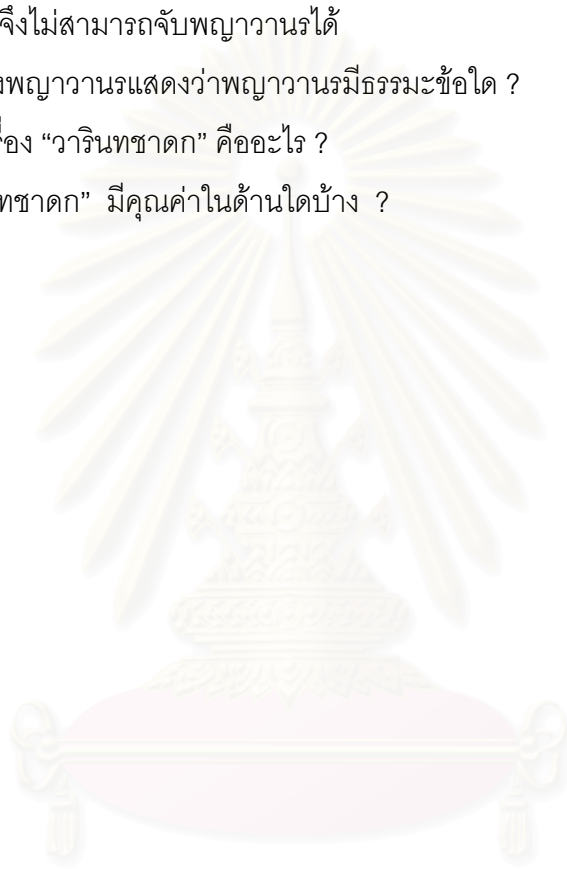 จึงไม่สามารถจับพญาวานรได้
งพญาวานรแสดงว่าพญาวานรมีธรรมะข้อใด ?
รื่อง “วารินทชาดก” คืออะไร ?
ทชาดก” มีคุณค่าในด้านใดบ้าง ?